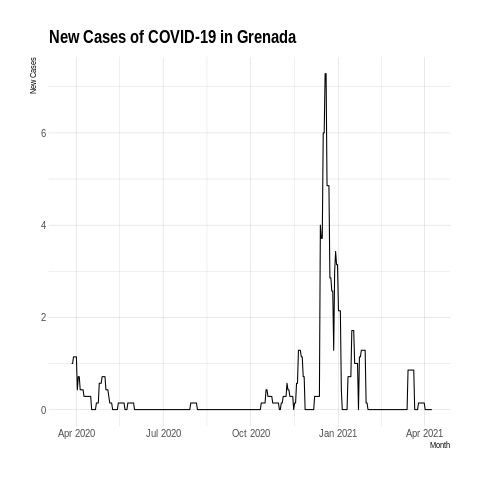 New Cases of COVID-19 in Grenada
New Cases
6
4
2
0
Apr 2020 Jul 2020 Oct 2020 Jan 2021 Apr 2021
Month